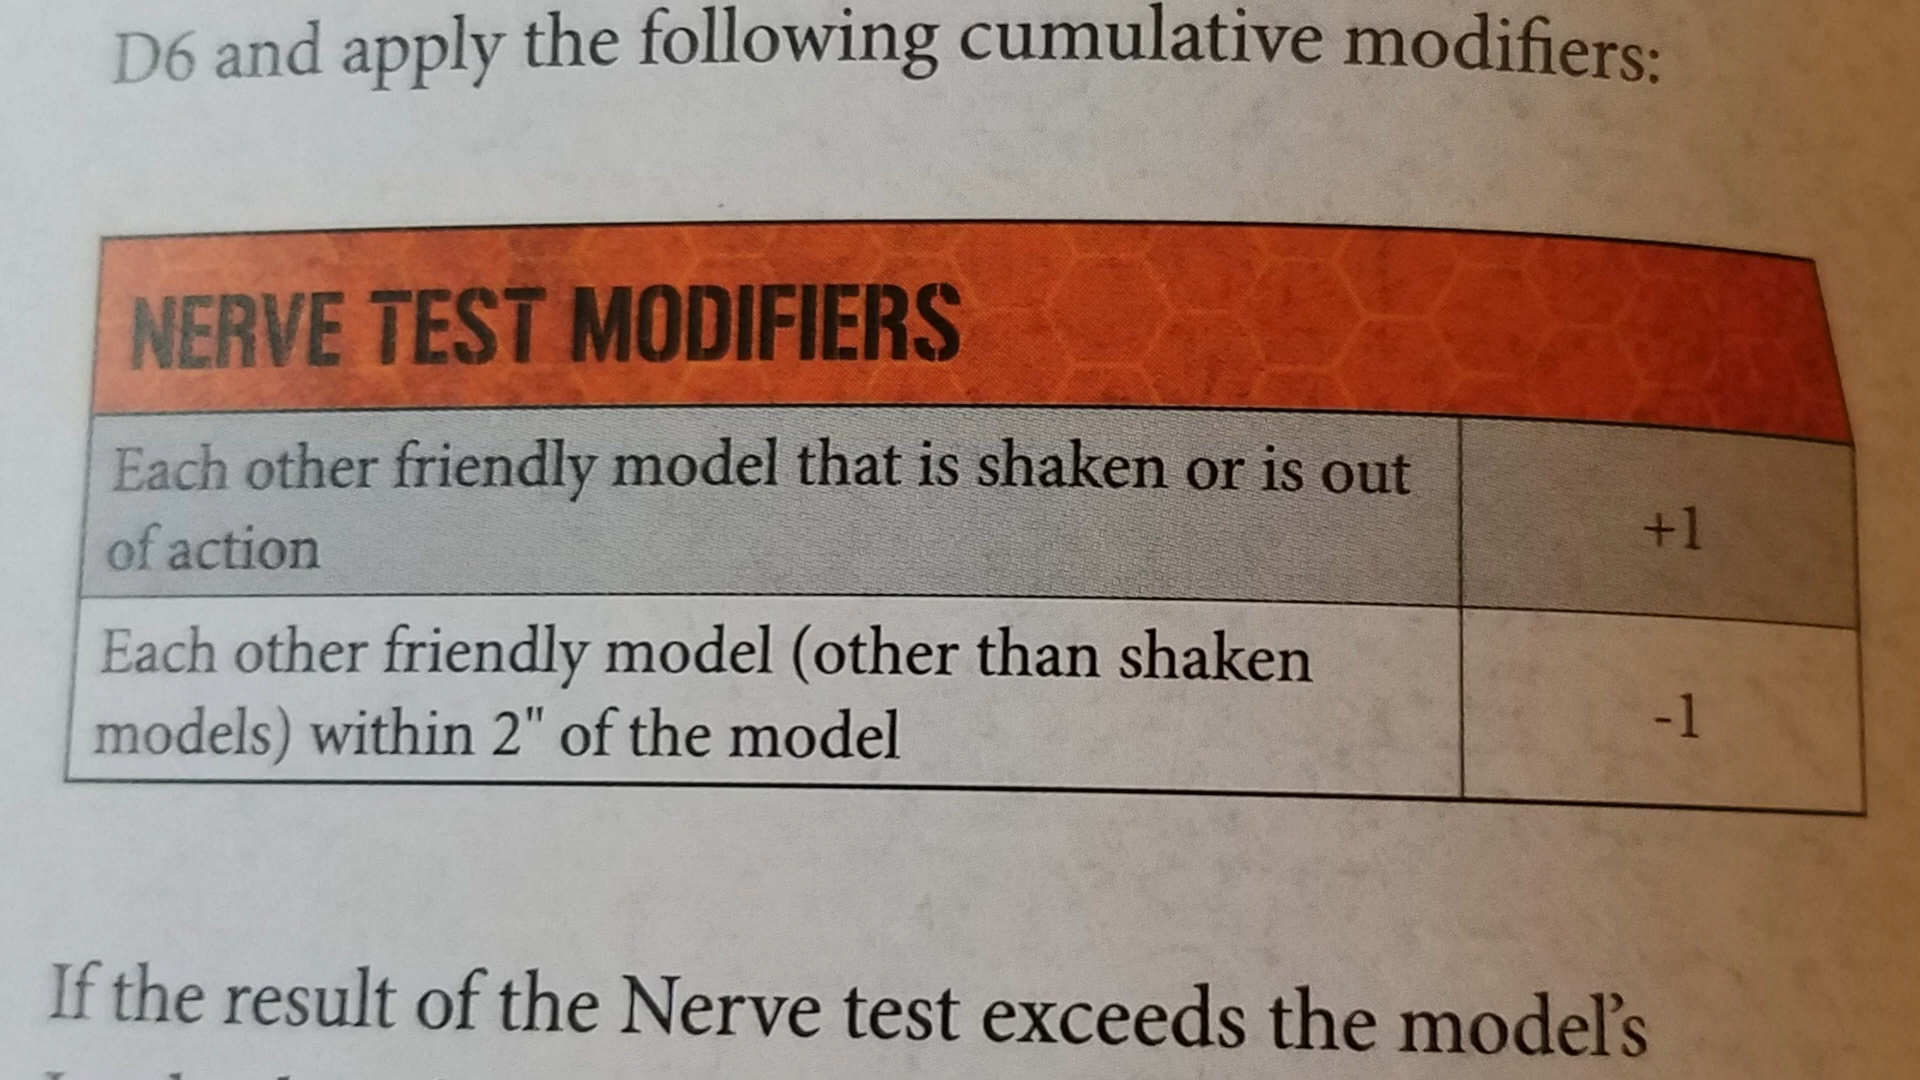 D6 and apply the following cumulative modifiers:
NERVE TEST MODIFIERS
Each other friendly model that is shaken or is out
of action
+1
Each other friendly model (other than shaken
models) within 2" of the model
-1
If the result of the Nerve test exceeds the model's